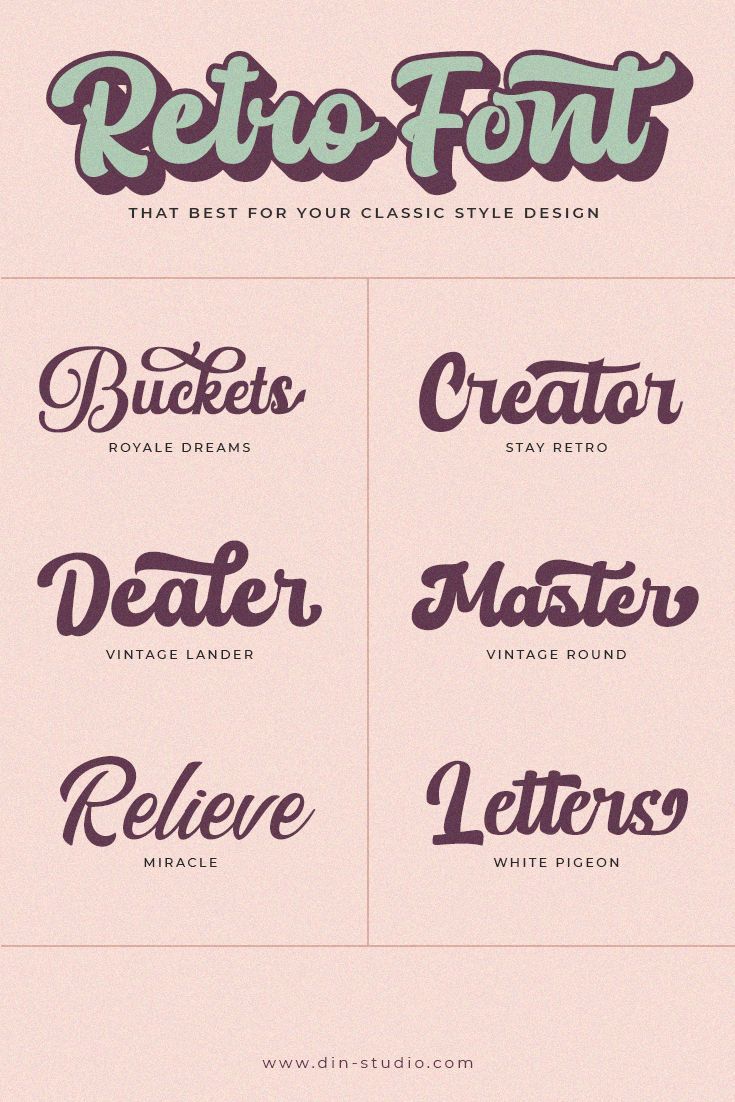 Retro Font
THAT BEST FOR YOUR CLASSIC STYLE DESIGN
Buckets
ROYALE DREAMS
Creator
STAY RETRO
Dealer
VINTAGE LANDER
Master
VINTAGE ROUND
Relieve
MIRACLE
Letters
WHITE PIGEON
www.din-studio.com